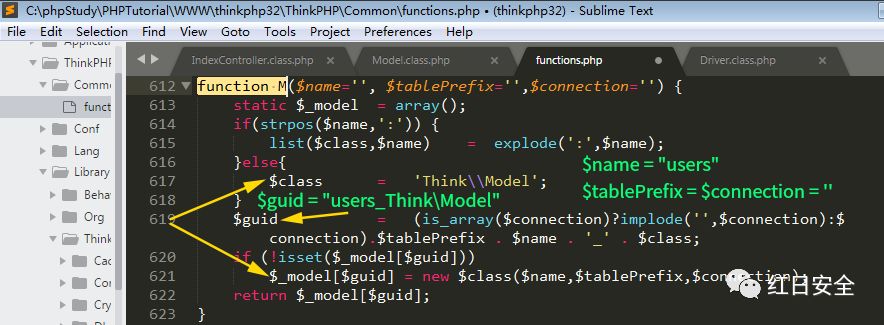 C:\phpStudy\PHPTutorial\WWW\thinkphp32\ThinkPHP\Common\functions.php • (thinkphp32) - Sublime Text
File Edit Selection Find View Goto Tools Project Preferences Help
Application
ThinkPHP
Commo
funct
Conf
Lang
Library
Behav
Org
Think
Cac
Cor
Cry
IndexController.class.php Model.class.php functions.php Driver.class.php
612 function M($name='', $tablePrefix='',$connection='') {
613 static $_model = array();
614 if(strpos($name,':')) {
615 list($class,$name) = explode(':',$name);
616 }else{
$name = "users"
617 $class = 'Think\\Model';
618 } $guid = "users_Think\Model"
$tablePrefix = $connection = ''
619 $guid = (is_array($connection)?implode('',$connection):$
connection).$tablePrefix . $name . '_' . $class;
620 if (!isset($_model[$guid]))
621 $_model[$guid] = new $class($name,$tablePrefix,$connection);
622 return $_model[$guid];
623 }
红日安全